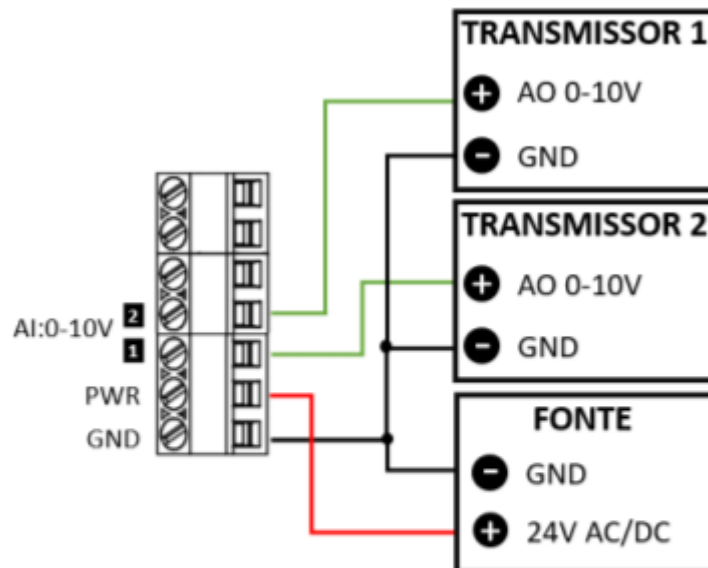 TRANSMISSOR 1
+ AO 0-10V
- GND
TRANSMISSOR 2
+ AO 0-10V
- GND
AI:0-10V
2
1
PWR
GND
FONTE
- GND
+ 24V AC/DC